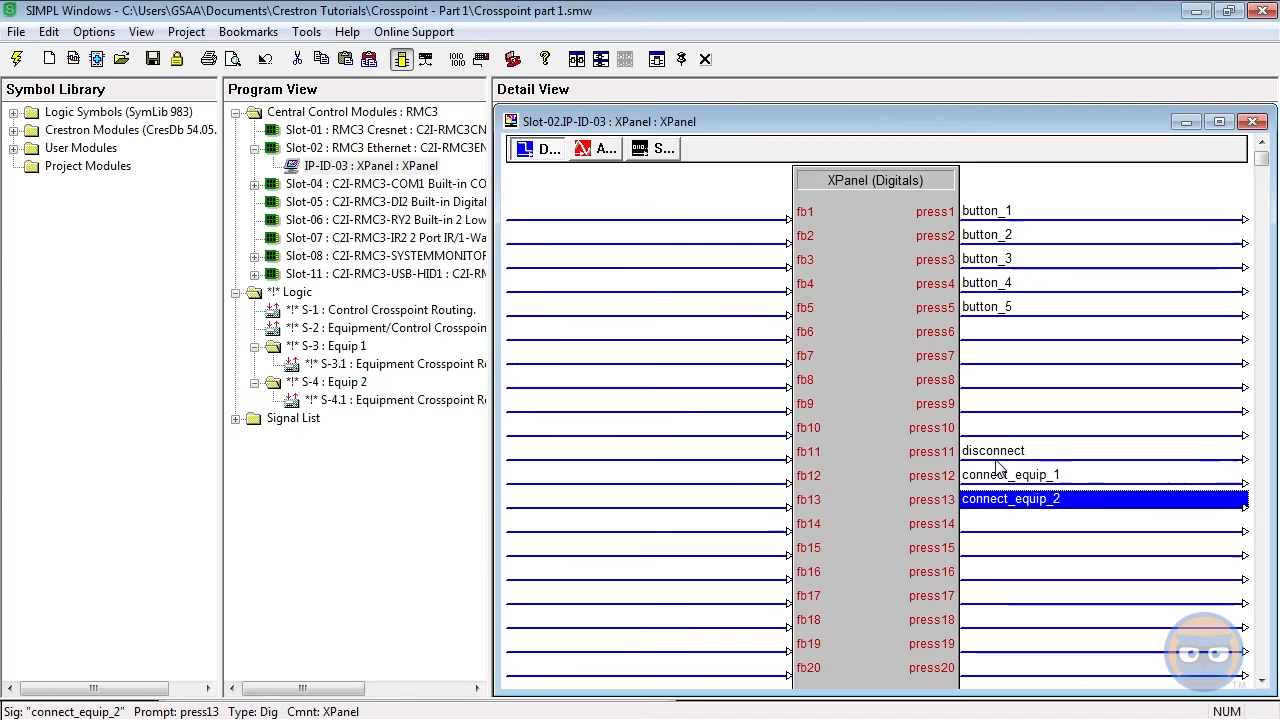 SIMPL Windows - C:\Users\GSAA\Documents\Crestron Tutorials\Crosspoint - Part 1\Crosspoint part 1.smw
File Edit Options View Project Bookmarks Tools Help Online Support
Symbol Library
Logic Symbols (SymLib 983)
Crestron Modules (CresDb 54.05.
User Modules
Project Modules
Program View
Central Control Modules : RMC3
Slot-01 : RMC3 Cresnet : C2I-RMC3CN
Slot-02 : RMC3 Ethernet : C2I-RMC3EN
IP-ID-03 : XPanel : XPanel
Slot-04 : C2I-RMC3-COM1 Built-in CO
Slot-05 : C2I-RMC3-DI2 Built-in Digital
Slot-06 : C2I-RMC3-RY2 Built-in 2 Low
Slot-07 : C2I-RMC3-IR2 2 Port IR/1-Wa
Slot-08 : C2I-RMC3-SYSTEMMONITOR
Slot-11 : C2I-RMC3-USB-HID1 : C2I-RM
*!* Logic
*!* S-1 : Control Crosspoint Routing.
*!* S-2 : Equipment/Control Crosspoin
*!* S-3 : Equip 1
*!* S-3.1 : Equipment Crosspoint Ro
*!* S-4 : Equip 2
*!* S-4.1 : Equipment Crosspoint Ro
Signal List
Detail View
Slot-02.IP-ID-03 : XPanel : XPanel
D... A... S...
XPanel (Digitals)
fb1 press1 button_1
fb2 press2 button_2
fb3 press3 button_3
fb4 press4 button_4
fb5 press5 button_5
fb6 press6
fb7 press7
fb8 press8
fb9 press9
fb10 press10
fb11 press11 disconnect
fb12 press12 connect_equip_1
fb13 press13 connect_equip_2
fb14 press14
fb15 press15
fb16 press16
fb17 press17
fb18 press18
fb19 press19
fb20 press20
TM
Sig: "connect_equip_2" Prompt: press13 Type: Dig Cmnt: XPanel
NUM